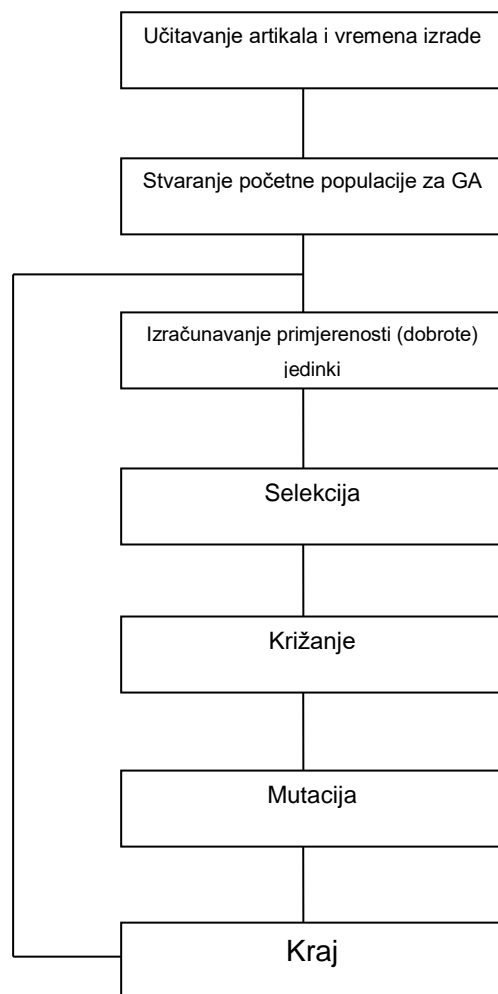 Učitavanje artikala i vremena izrade
Stvaranje početne populacije za GA
Izračunavanje primjerenosti (dobrote)
jedinki
Selekcija
Križanje
Mutacija
Kraj